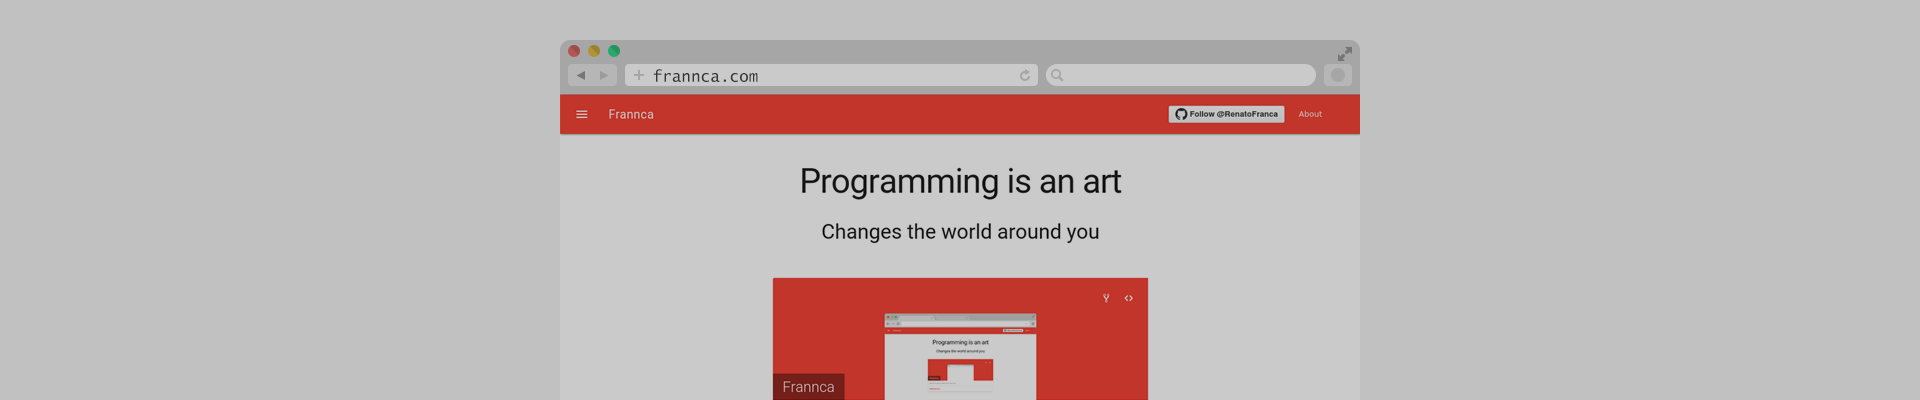 frannca.com
Frannca
Follow @RenatoFranca
About
Programming is an art
Changes the world around you
Programming is an art
Changes the world around you
Frannca